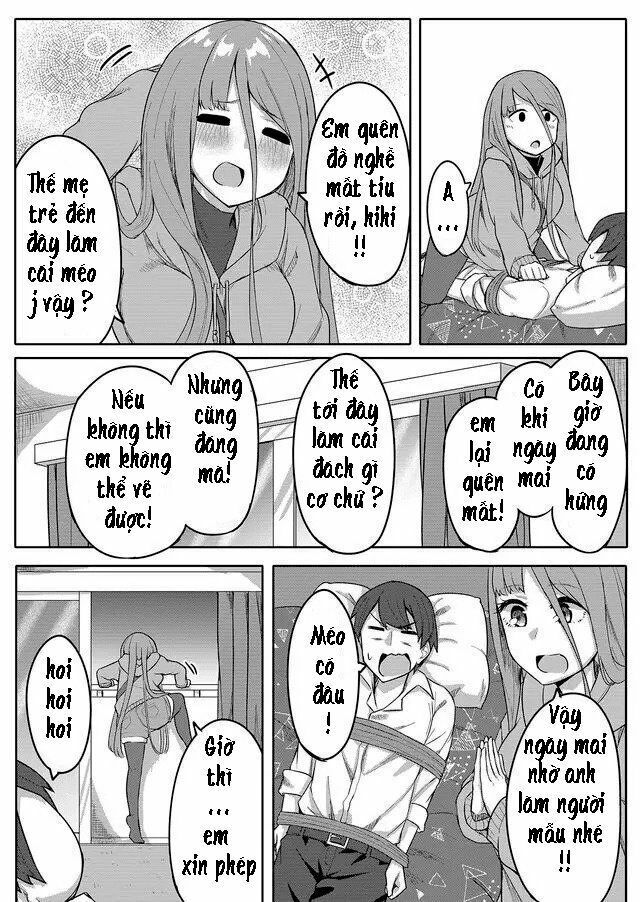 A
...
Em quên
đồ nghề
mất tiu
rồi, hihi
!!
Thế mẹ
trẻ đến
đây làm
cái méo
j vậy ?
Bây
giờ
đang
có
hứng
Có
khi
ngày
mai
em
lại
quên
mất!
Thế
tới đây
làm cái
đách gì
cơ chứ ?
Nhưng
cũng
đáng
mà!
Nếu
không thì
em không
thể vẽ
được!
Vậy
ngày mai
nhờ anh
làm người
mẫu nhé
!!
Méo
có
đâu
!
Giờ
thì
...
em
xin phép
hoi
hoi
hoi